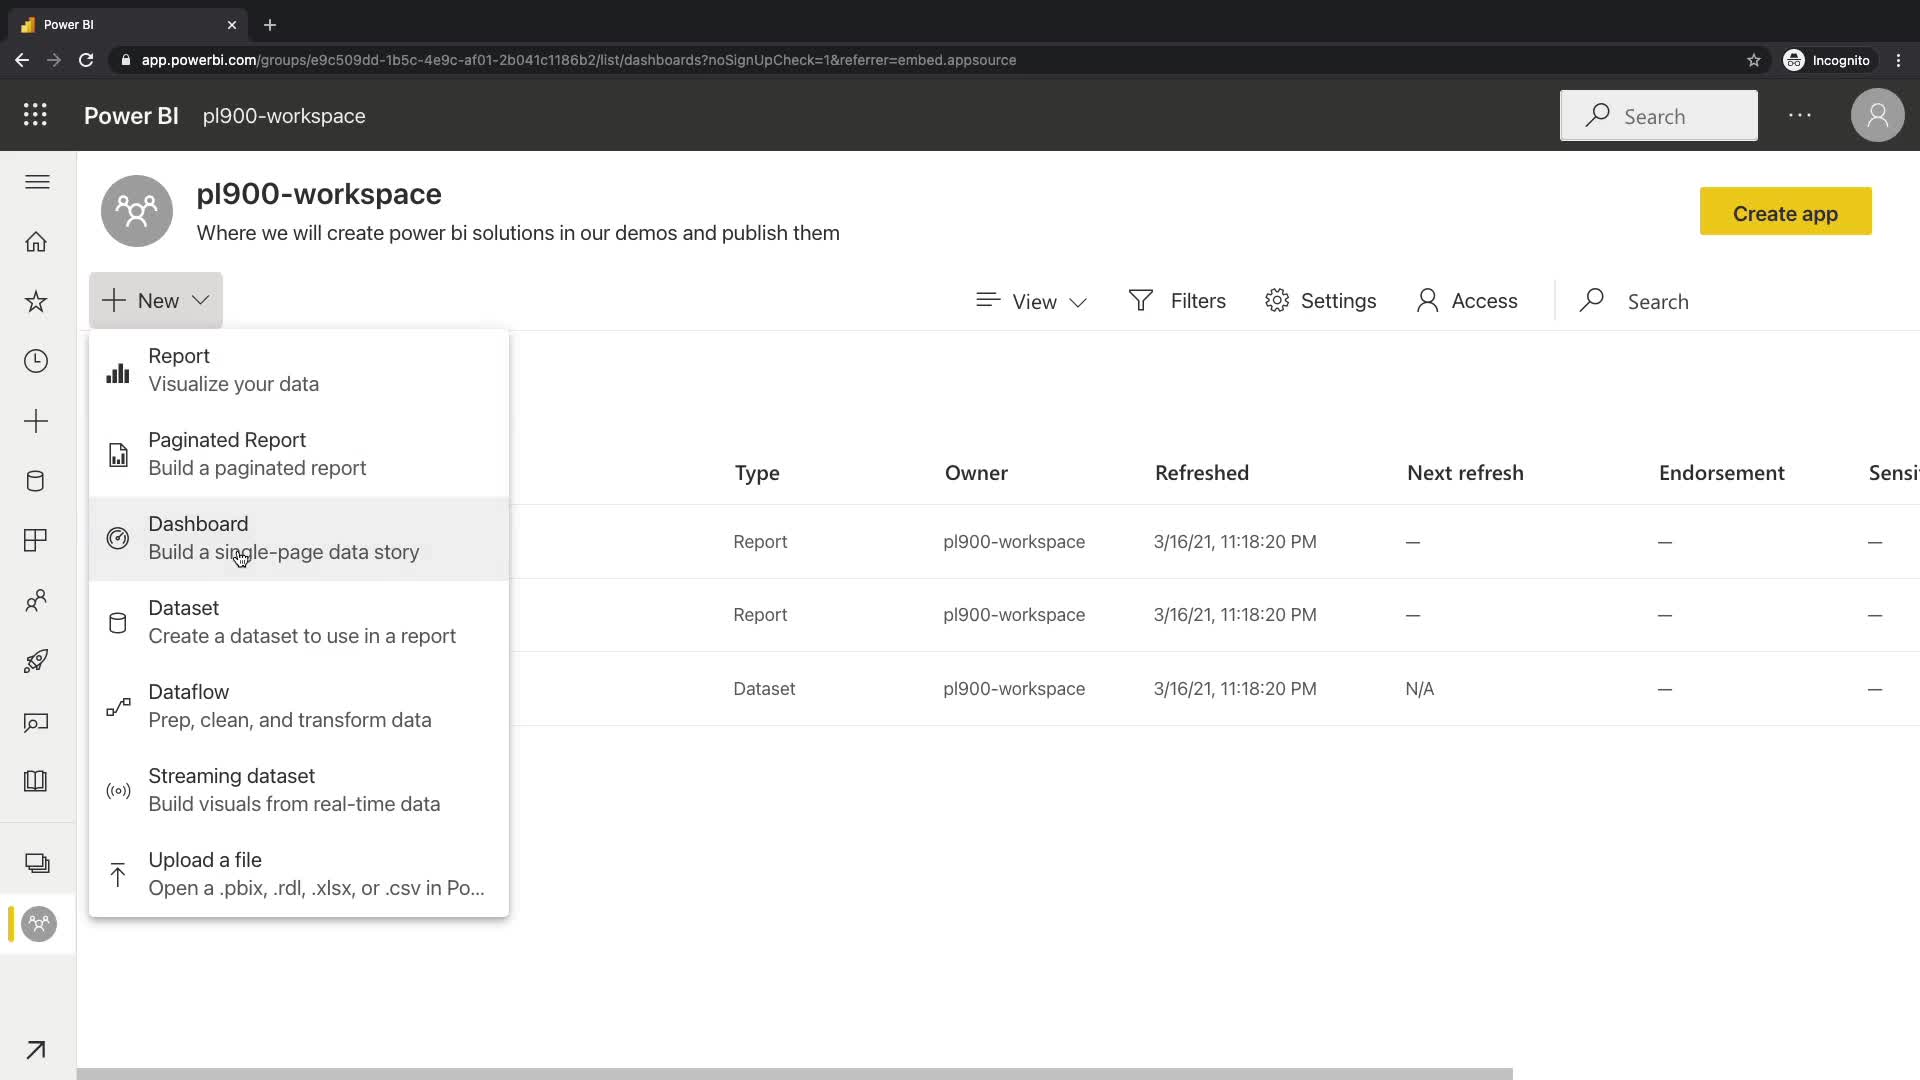 Power BI
app.powerbi.com/groups/e9c509dd-1b5c-4e9c-af01-2b041c1186b2/list/dashboards?noSignUpCheck=1&referrer=embed.appsource
Incognito
Power BI pl900-workspace
Search
pl900-workspace
Where we will create power bi solutions in our demos and publish them
Create app
New
View Filters Settings Access Search
Report
Visualize your data
Paginated Report
Build a paginated report
Dashboard
Build a single-page data story
Dataset
Create a dataset to use in a report
Dataflow
Prep, clean, and transform data
Streaming dataset
Build visuals from real-time data
Upload a file
Open a .pbix, .rdl, .xlsx, or .csv in Po...
Type Owner Refreshed Next refresh Endorsement Sensi
Report pl900-workspace 3/16/21, 11:18:20 PM — — —
Report pl900-workspace 3/16/21, 11:18:20 PM — — —
Dataset pl900-workspace 3/16/21, 11:18:20 PM N/A — —